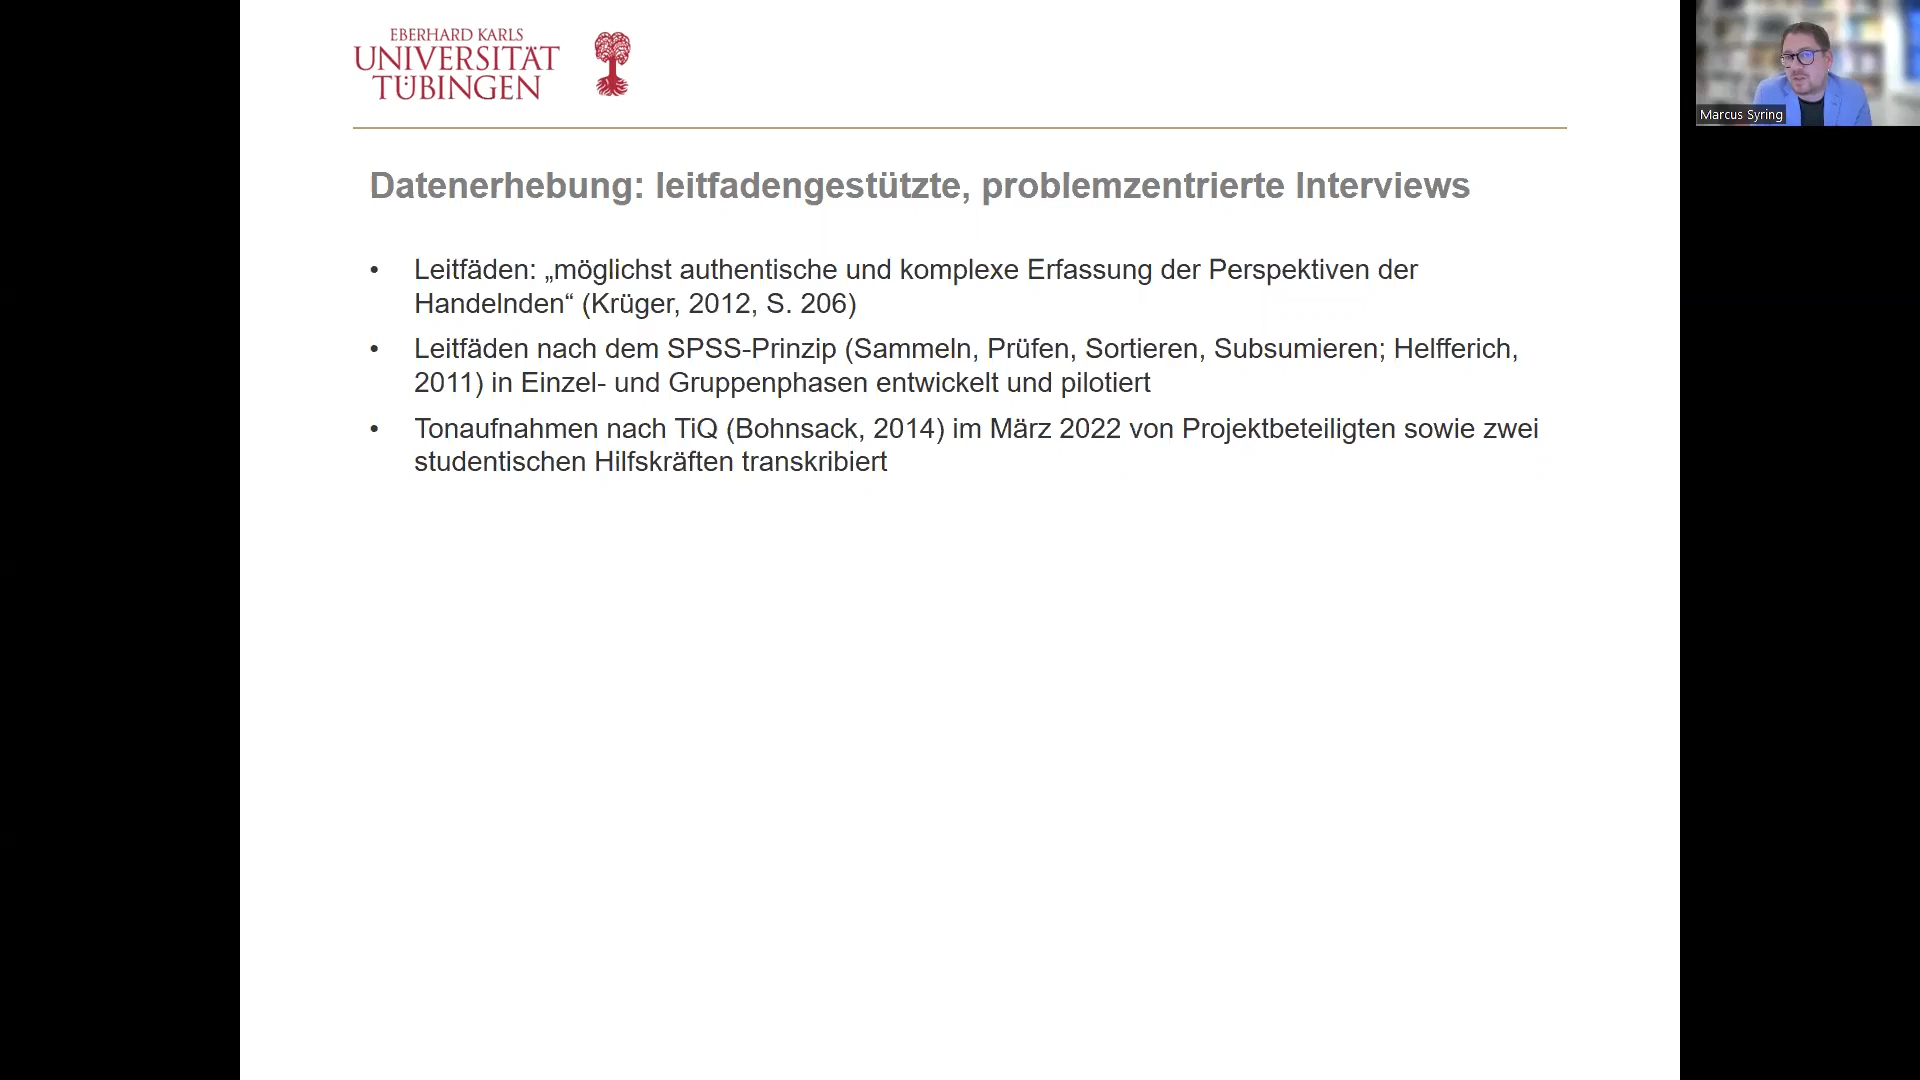 EBERHARD KARLS
UNIVERSITÄT
TÜBINGEN
Marcus Syring
Datenerhebung: leitfadengestützte, problemzentrierte Interviews
• Leitfäden: „möglichst authentische und komplexe Erfassung der Perspektiven der
Handelnden“ (Krüger, 2012, S. 206)
• Leitfäden nach dem SPSS-Prinzip (Sammeln, Prüfen, Sortieren, Subsumieren; Helfferich,
2011) in Einzel- und Gruppenphasen entwickelt und pilotiert
• Tonaufnahmen nach TiQ (Bohnsack, 2014) im März 2022 von Projektbeteiligten sowie zwei
studentischen Hilfskräften transkribiert